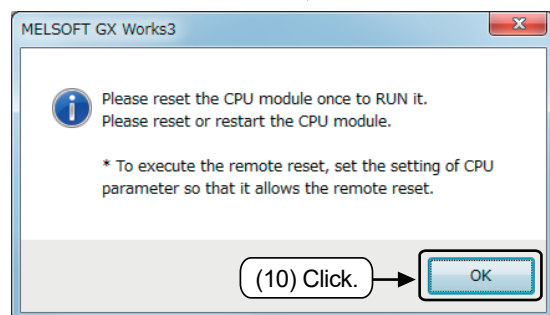 MELSOFT GX Works3
Please reset the CPU module once to RUN it.
Please reset or restart the CPU module.
* To execute the remote reset, set the setting of CPU
parameter so that it allows the remote reset.
(10) Click.
OK